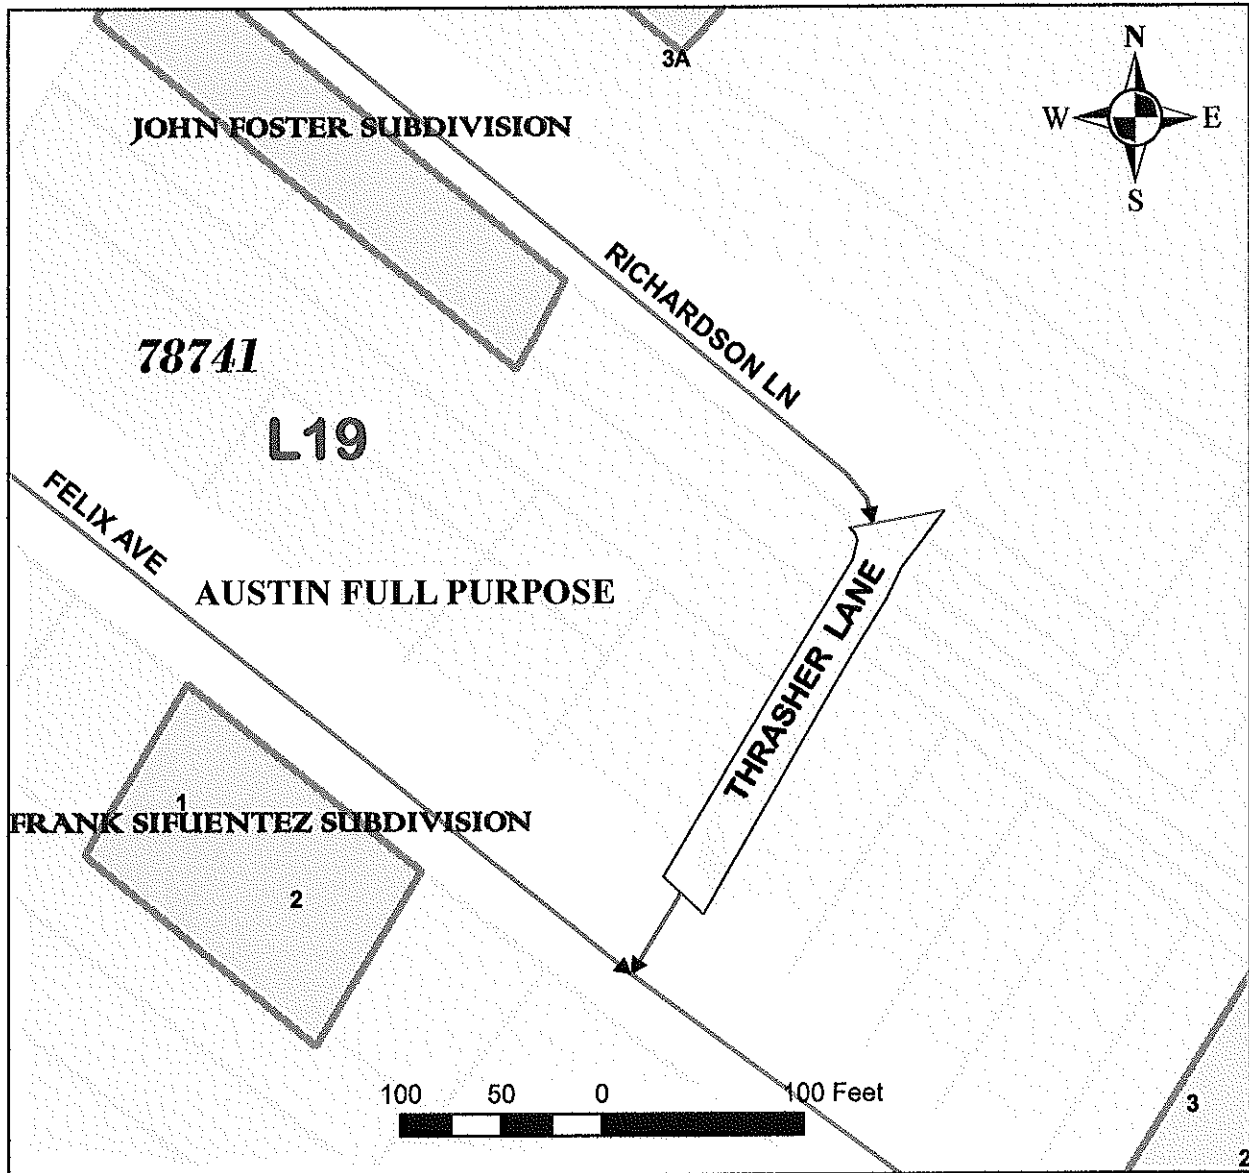 3A
N
W E
S
JOHN FOSTER SUBDIVISION
RICHARDSON LN
78741
L19
FELIX AVE
AUSTIN FULL PURPOSE
THRASHER LANE
1
FRANK SIFUENTEZ SUBDIVISION
2
100 50 0 100 Feet
3
2